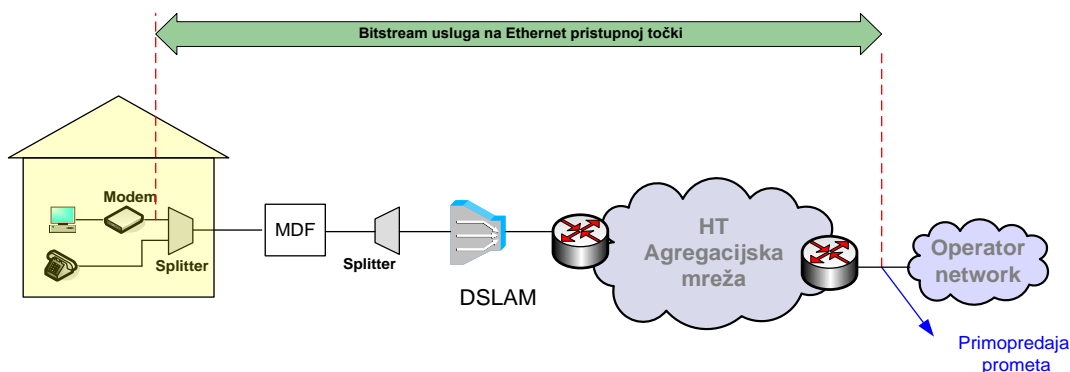 Bitstream usluga na Ethernet pristupnoj točki
Modem
Splitter
MDF
Splitter
DSLAM
HT
Agregacijska
mreža
Operator
network
Primopredaja
prometa